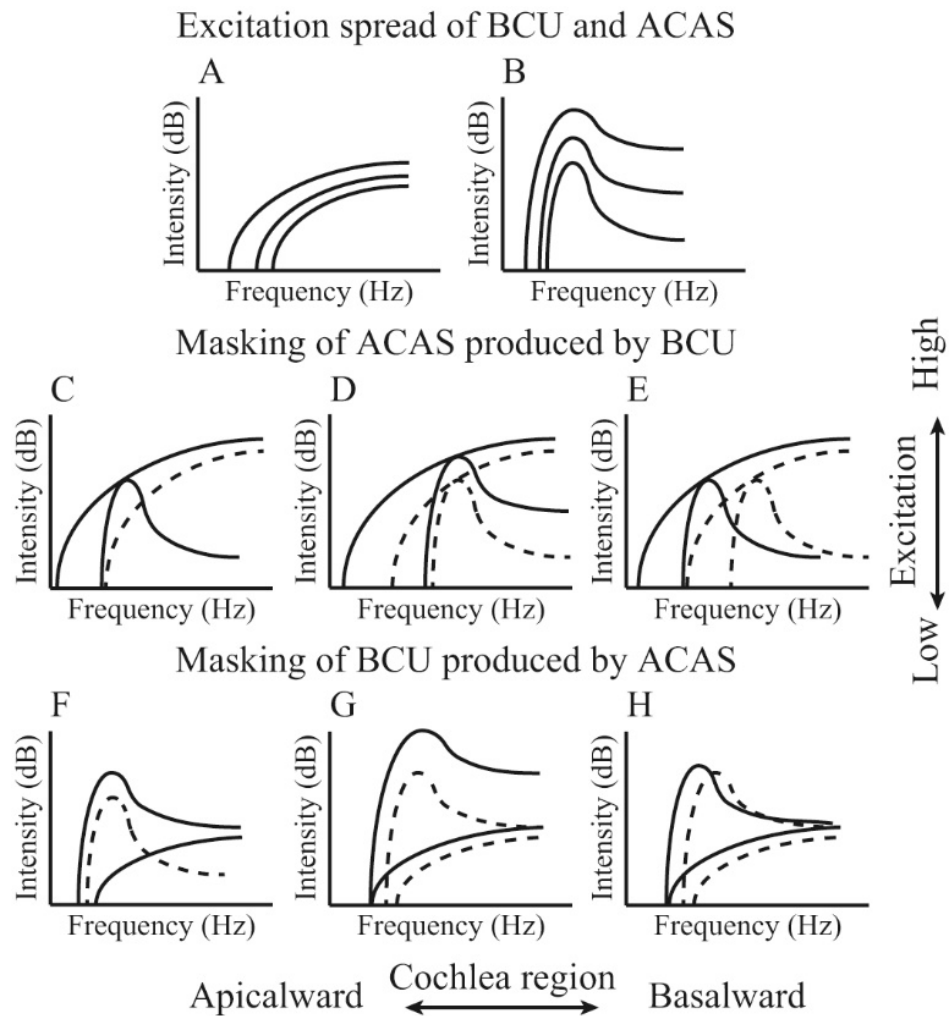 Excitation spread of BCU and ACAS
A
B
Intensity (dB)
Frequency (Hz)
Intensity (dB)
Frequency (Hz)
Masking of ACAS produced by BCU
C
D
E
Intensity (dB)
Frequency (Hz)
Intensity (dB)
Frequency (Hz)
Intensity (dB)
Frequency (Hz)
High
Excitation
Low
Masking of BCU produced by ACAS
F
G
H
Intensity (dB)
Frequency (Hz)
Intensity (dB)
Frequency (Hz)
Intensity (dB)
Frequency (Hz)
Cochlea region
Apicalward
Basalward